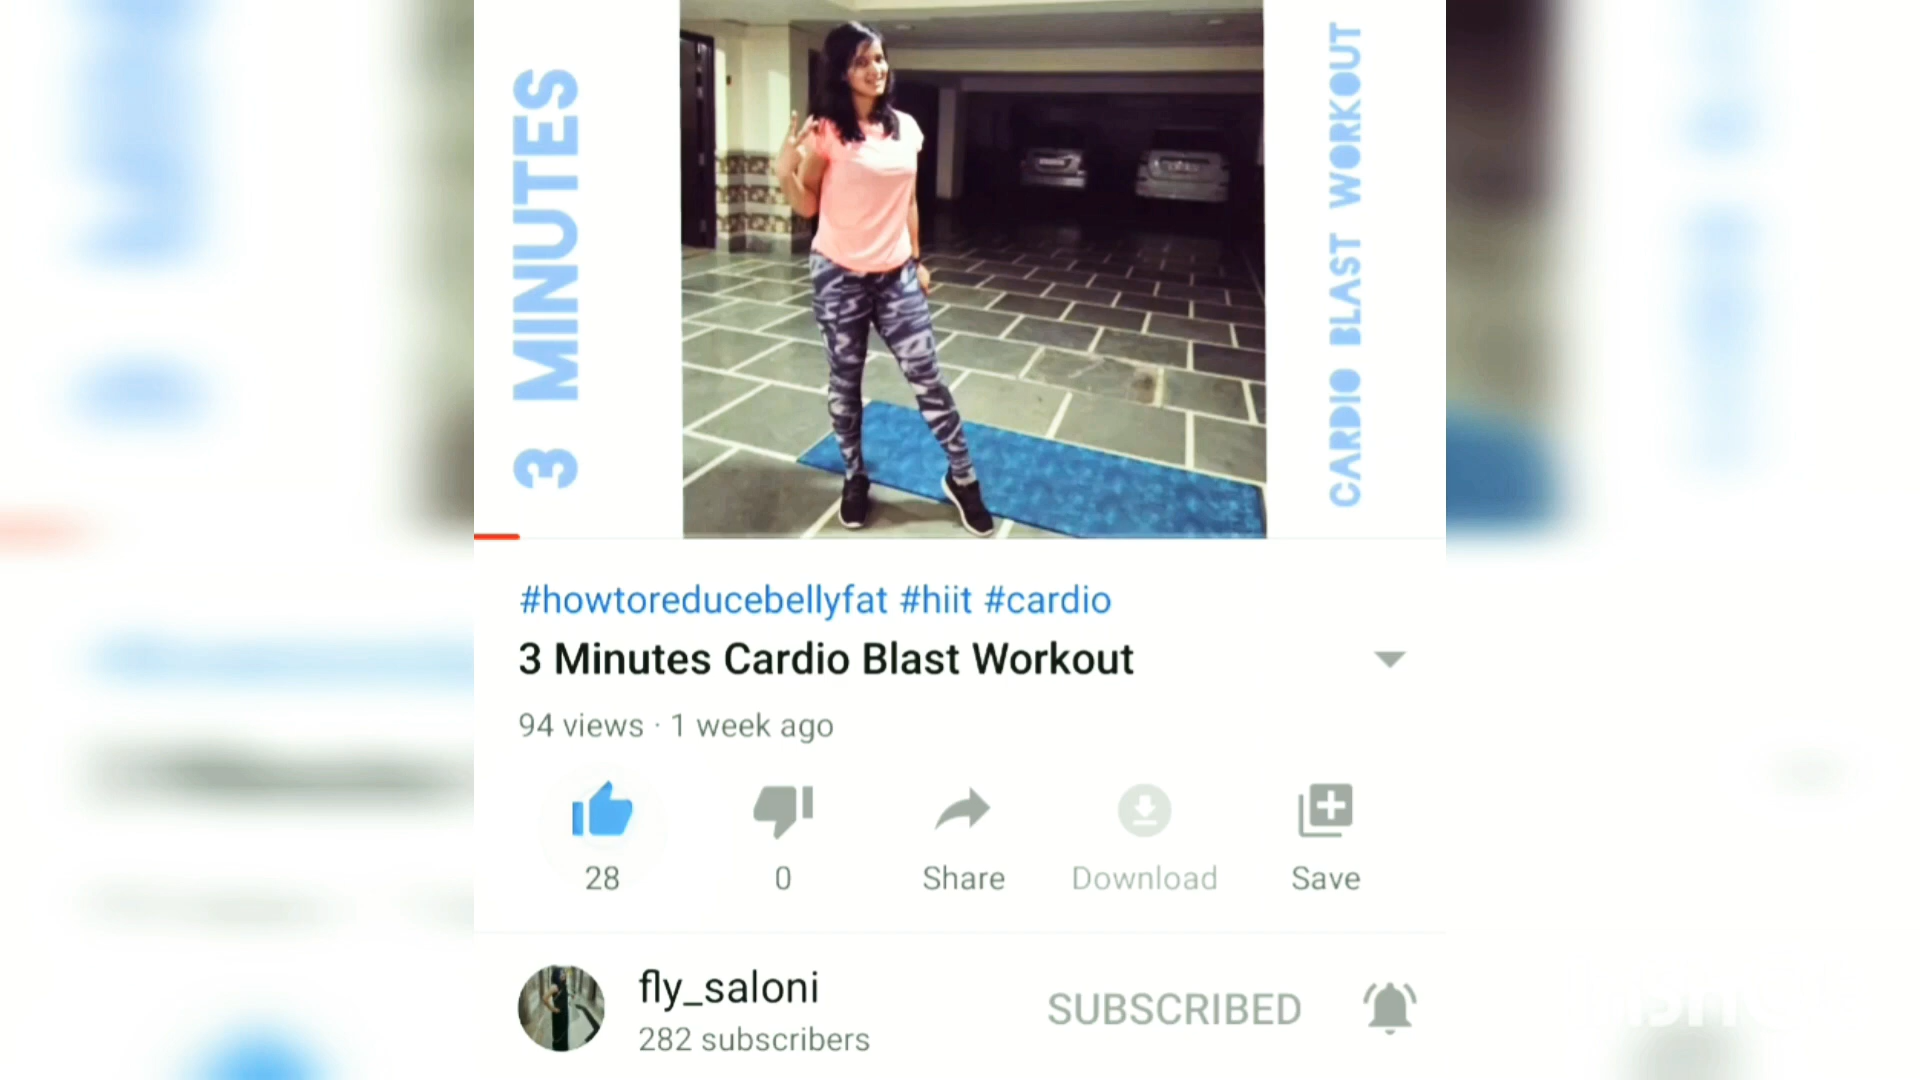 3 MINUTES
CARDIO BLAST WORKOUT
#howtoreducebellyfat #hiit #cardio
3 Minutes Cardio Blast Workout
94 views · 1 week ago
28
0
Share
Download
Save
fly_saloni
282 subscribers
SUBSCRIBED